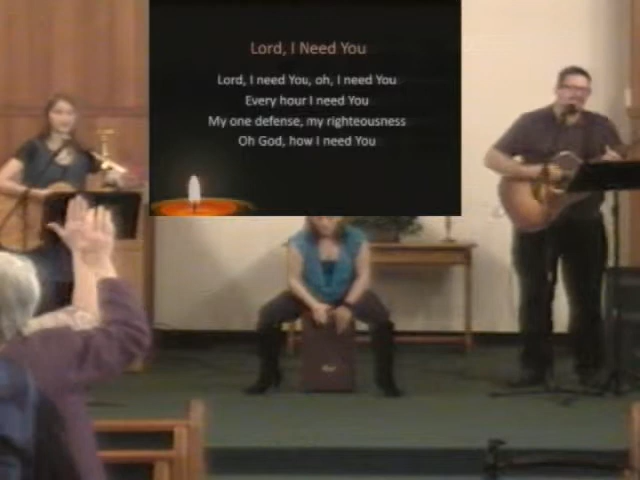 Lord, I Need You
Lord, I need You, oh, I need You
Every hour I need You
My one defense, my righteousness
Oh God, how I need You